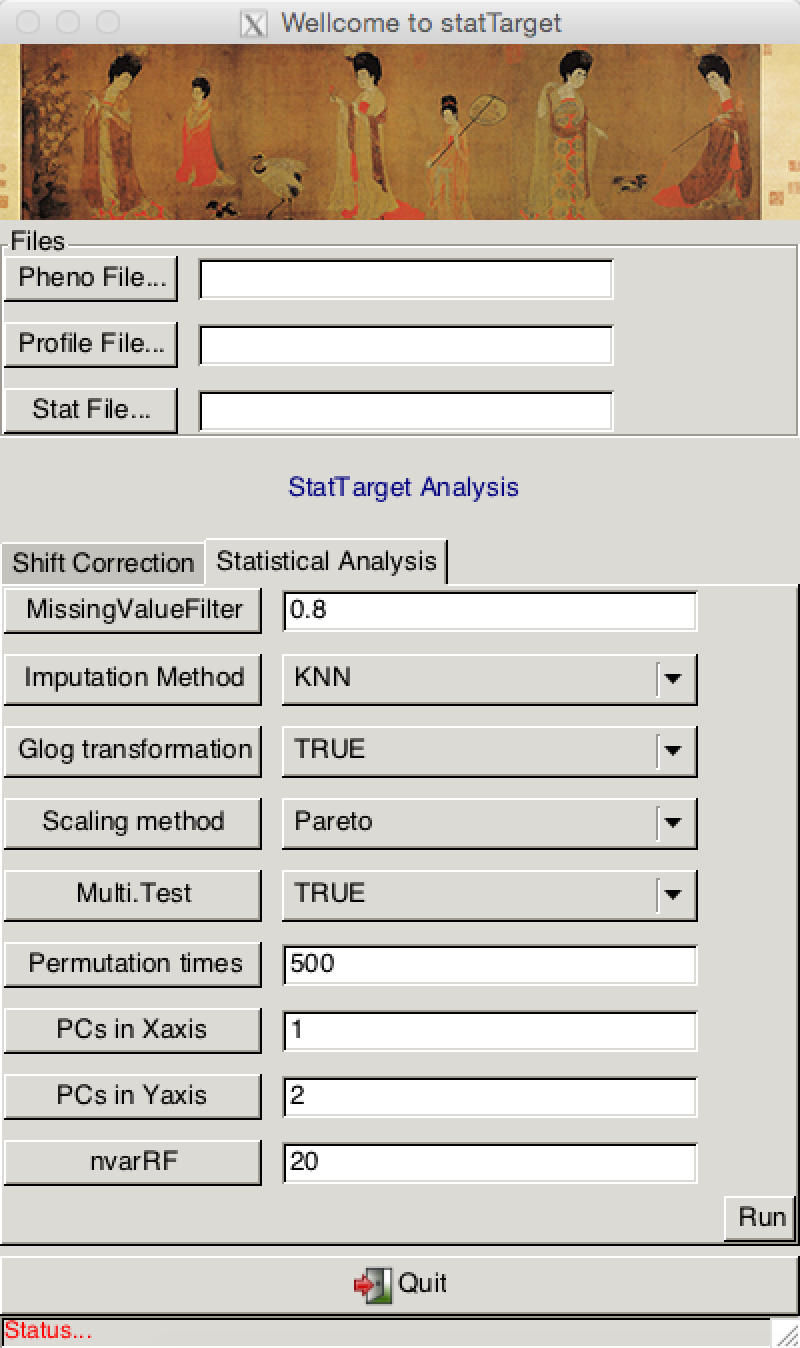 Wellcome to statTarget
Files
Pheno File...
Profile File...
Stat File...
StatTarget Analysis
Shift Correction Statistical Analysis
MissingValueFilter 0.8
Imputation Method KNN
Glog transformation TRUE
Scaling method Pareto
Multi.Test TRUE
Permutation times 500
PCs in Xaxis 1
PCs in Yaxis 2
nvarRF 20
Run
Quit
Status...